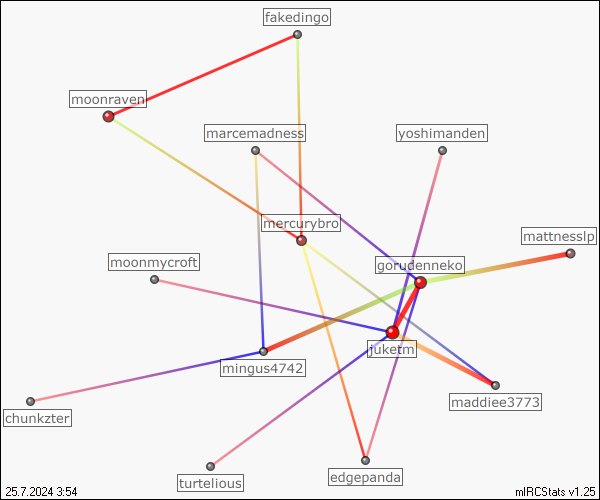 fakedingo
moonraven
marcemadness
yoshimanden
mercurybro
mattnesslp
moonmycroft
gorudenneko
juketm
mingus4742
maddiee3773
chunkzter
edgepanda
turtelious
25.7.2024 3:54
mIRCStats v1.25